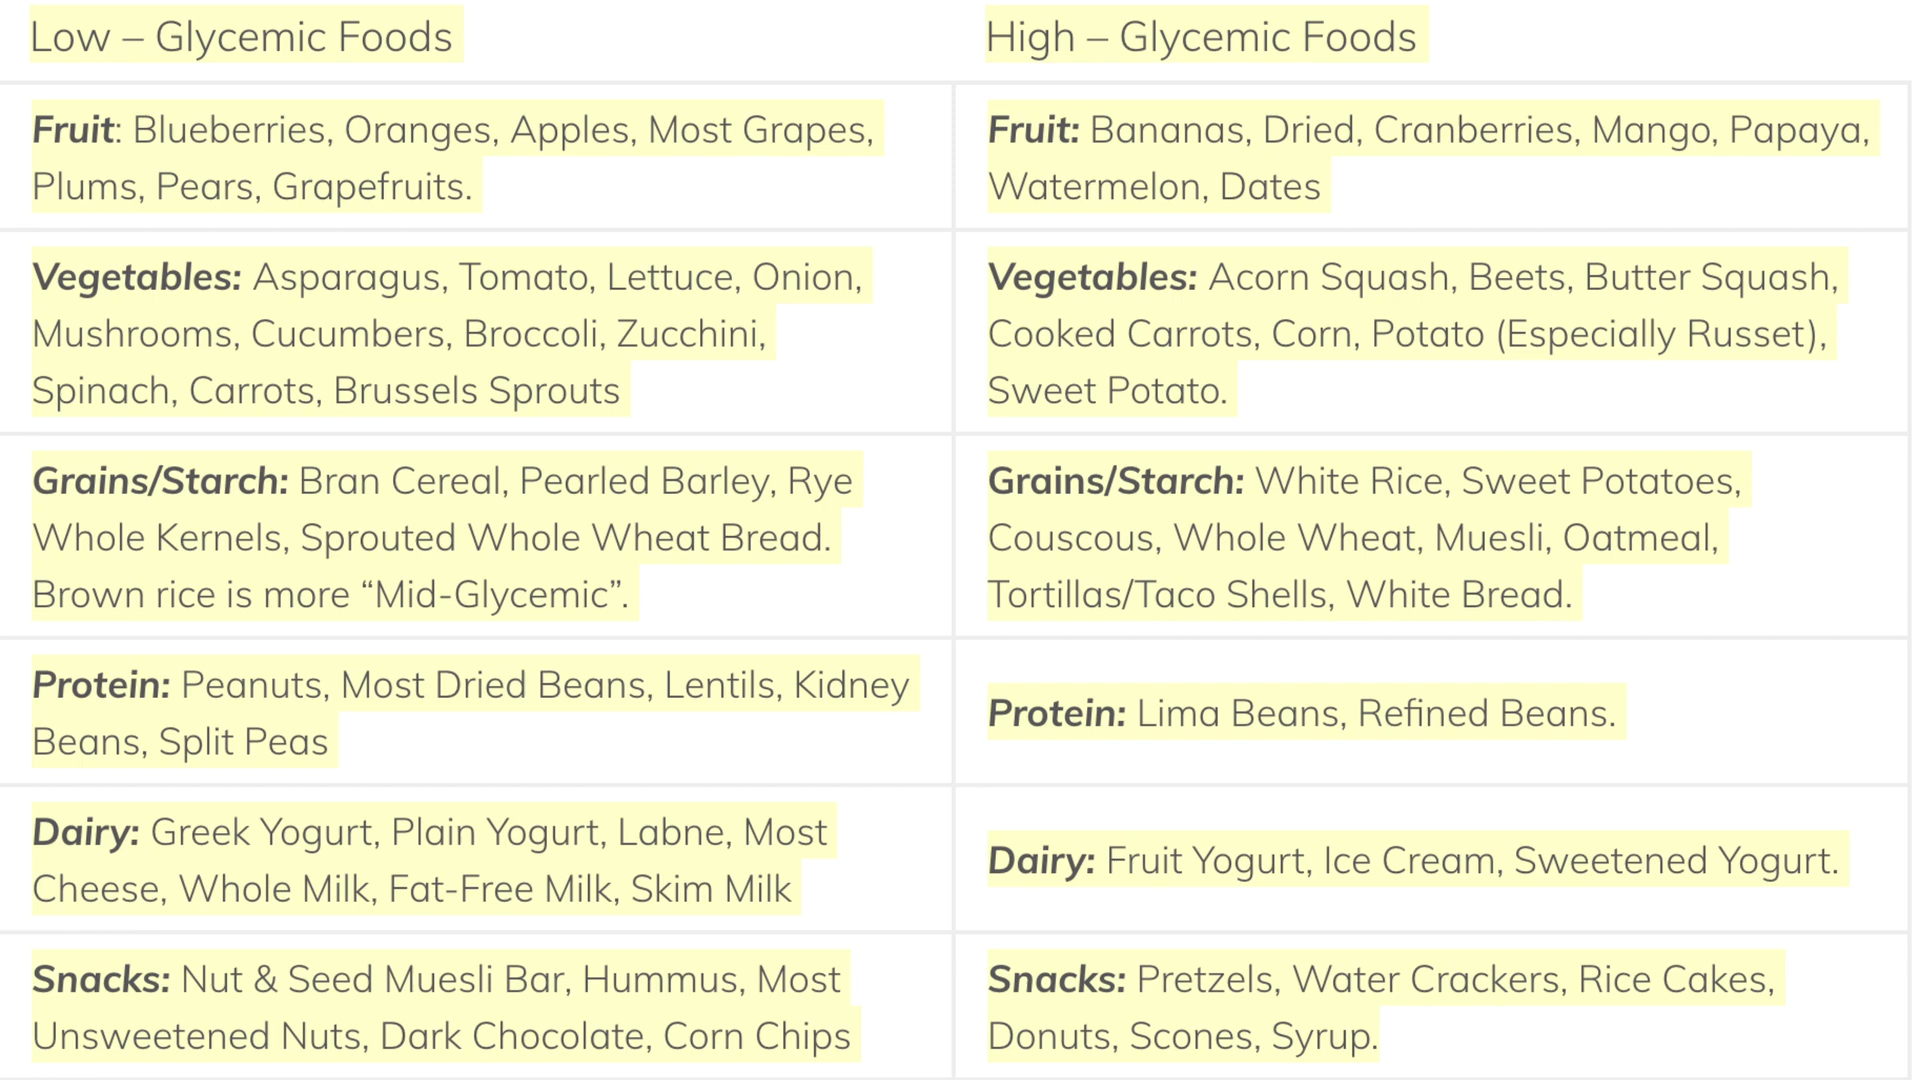 Low – Glycemic Foods
High – Glycemic Foods
Fruit: Blueberries, Oranges, Apples, Most Grapes,
Plums, Pears, Grapefruits.
Fruit: Bananas, Dried, Cranberries, Mango, Papaya,
Watermelon, Dates
Vegetables: Asparagus, Tomato, Lettuce, Onion,
Mushrooms, Cucumbers, Broccoli, Zucchini,
Spinach, Carrots, Brussels Sprouts
Vegetables: Acorn Squash, Beets, Butter Squash,
Cooked Carrots, Corn, Potato (Especially Russet),
Sweet Potato.
Grains/Starch: Bran Cereal, Pearled Barley, Rye
Whole Kernels, Sprouted Whole Wheat Bread.
Brown rice is more “Mid-Glycemic”.
Grains/Starch: White Rice, Sweet Potatoes,
Couscous, Whole Wheat, Muesli, Oatmeal,
Tortillas/Taco Shells, White Bread.
Protein: Peanuts, Most Dried Beans, Lentils, Kidney
Beans, Split Peas
Protein: Lima Beans, Refined Beans.
Dairy: Greek Yogurt, Plain Yogurt, Labne, Most
Cheese, Whole Milk, Fat-Free Milk, Skim Milk
Dairy: Fruit Yogurt, Ice Cream, Sweetened Yogurt.
Snacks: Nut & Seed Muesli Bar, Hummus, Most
Unsweetened Nuts, Dark Chocolate, Corn Chips
Snacks: Pretzels, Water Crackers, Rice Cakes,
Donuts, Scones, Syrup.